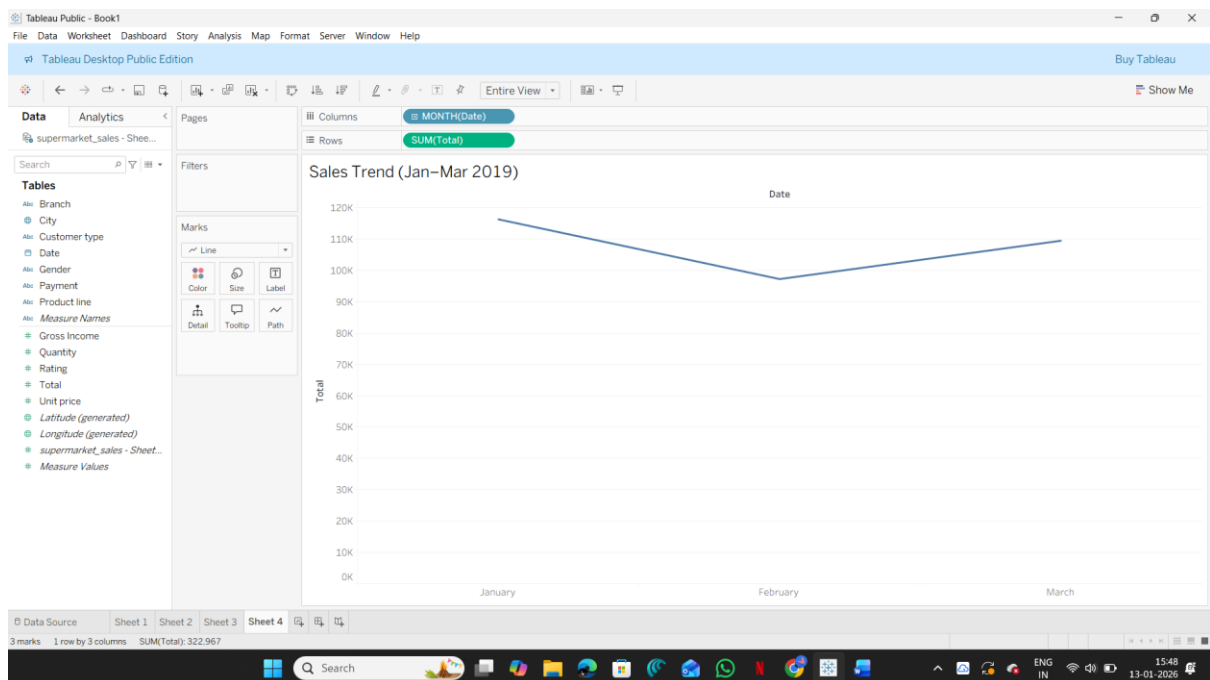 Tableau Public - Book1
File Data Worksheet Dashboard Story Analysis Map Format Server Window Help
Tableau Desktop Public Edition Buy Tableau
Entire View Show Me
Data Analytics
supermarket_sales - Shee...
Search
Tables
Abc Branch
City
Abc Customer type
Date
Abc Gender
Abc Payment
Abc Product line
Abc Measure Names
# Gross Income
# Quantity
# Rating
# Total
# Unit price
Latitude (generated)
Longitude (generated)
# supermarket_sales - Sheet...
# Measure Values
Pages
Filters
Marks
Line
Color Size Label
Detail Tooltip Path
Columns MONTH(Date)
Rows SUM(Total)
Sales Trend (Jan–Mar 2019)
Date
120K
110K
100K
90K
80K
70K
60K
50K
40K
30K
20K
10K
0K
Total
January February March
Data Source Sheet 1 Sheet 2 Sheet 3 Sheet 4
3 marks 1 row by 3 columns SUM(Total): 322,967
Search
ENG
IN
15:48
13-01-2026